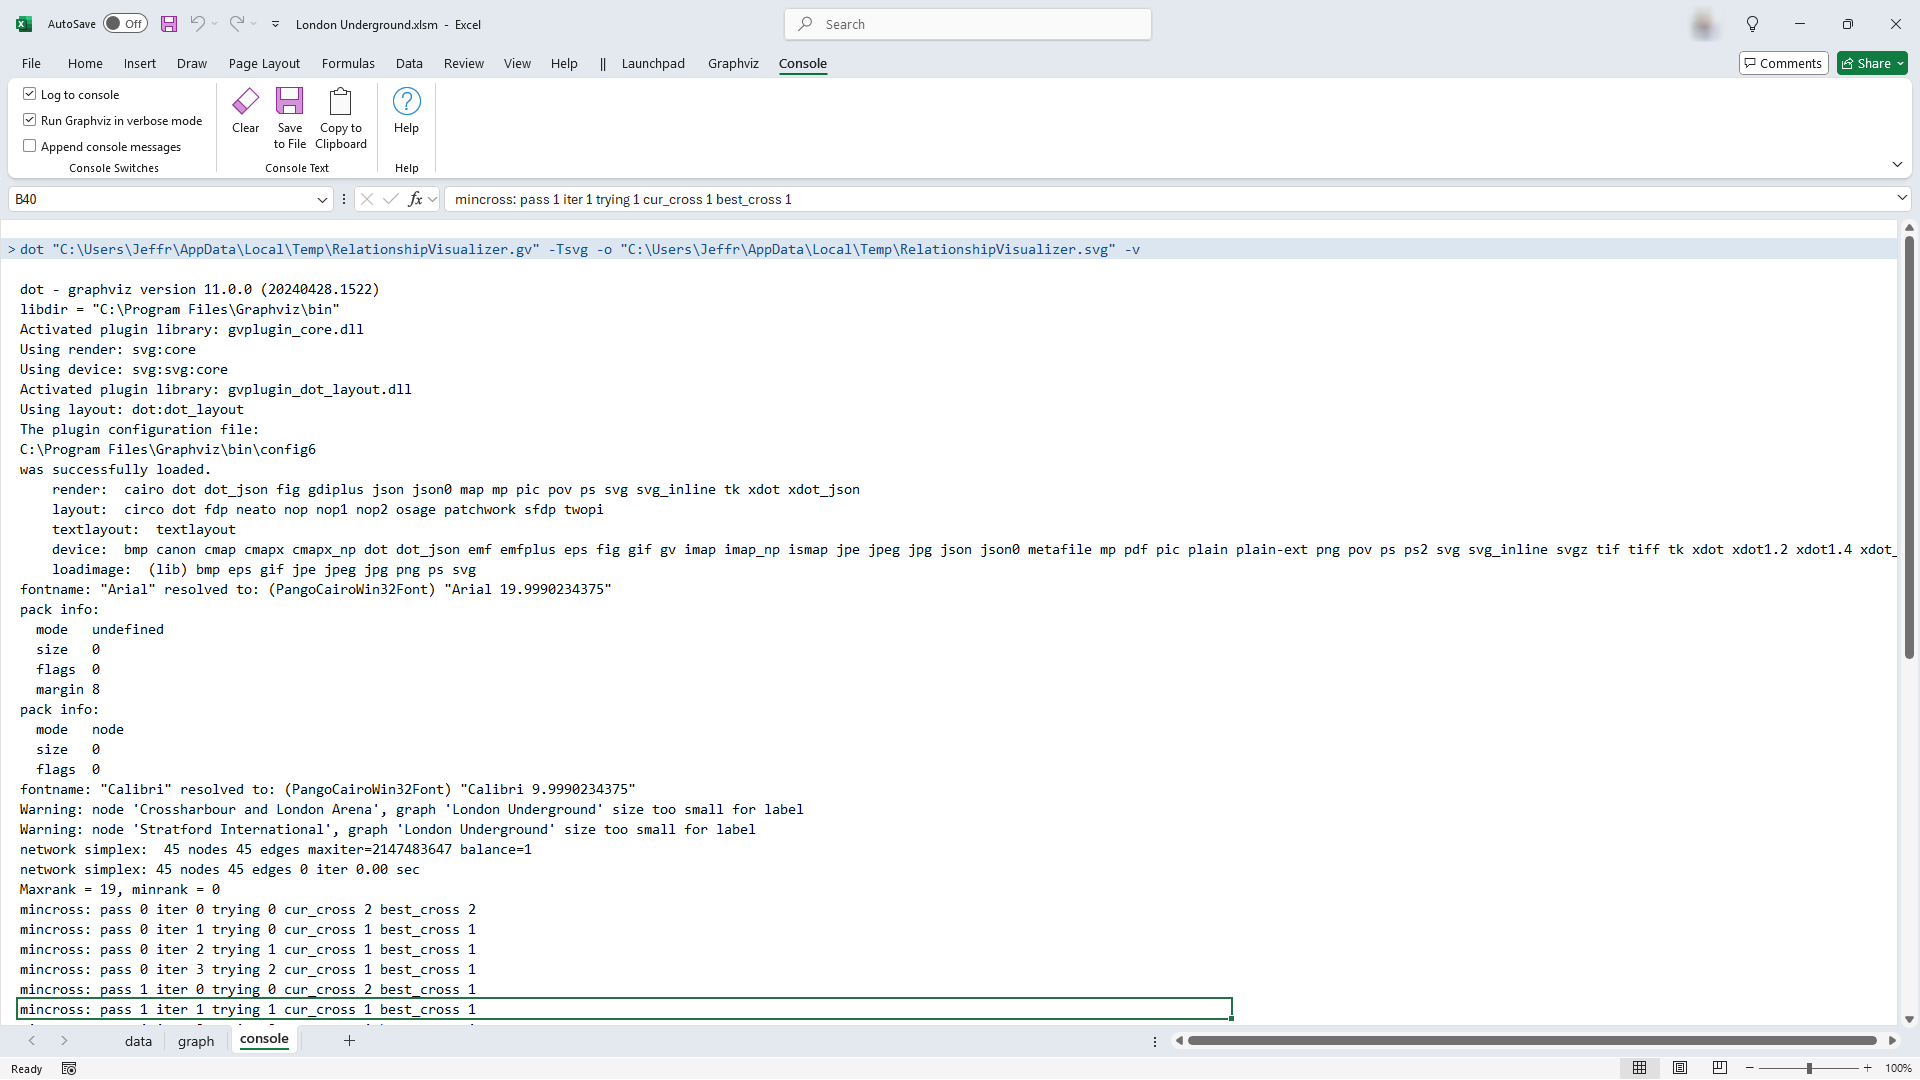 AutoSave Off London Underground.xlsm - Excel Search
File Home Insert Draw Page Layout Formulas Data Review View Help || Launchpad Graphviz Console Comments Share
Log to console
Run Graphviz in verbose mode
Append console messages
Console Switches
Clear
Save to File
Copy to Clipboard
Console Text
Help
Help
B40 fx mincross: pass 1 iter 1 trying 1 cur_cross 1 best_cross 1
> dot "C:\Users\Jeffr\AppData\Local\Temp\RelationshipVisualizer.gv" -Tsvg -o "C:\Users\Jeffr\AppData\Local\Temp\RelationshipVisualizer.svg" -v
dot - graphviz version 11.0.0 (20240428.1522)
libdir = "C:\Program Files\Graphviz\bin"
Activated plugin library: gvplugin_core.dll
Using render: svg:core
Using device: svg:svg:core
Activated plugin library: gvplugin_dot_layout.dll
Using layout: dot:dot_layout
The plugin configuration file:
C:\Program Files\Graphviz\bin\config6
was successfully loaded.
render: cairo dot dot_json fig gdiplus json json0 map mp pic pov ps svg svg_inline tk xdot xdot_json
layout: circo dot fdp neato nop nop1 nop2 osage patchwork sfdp twopi
textlayout: textlayout
device: bmp canon cmap cmapx cmapx_np dot dot_json emf emfplus eps fig gif gv imap imap_np ismap jpe jpeg jpg json json0 metafile mp pdf pic plain plain-ext png pov ps ps2 svg svg_inline svgz tif tiff tk xdot xdot1.2 xdot1.4 xdot_
loadimage: (lib) bmp eps gif jpe jpeg jpg png ps svg
fontname: "Arial" resolved to: (PangoCairoWin32Font) "Arial 19.9990234375"
pack info:
mode undefined
size 0
flags 0
margin 8
pack info:
mode node
size 0
flags 0
fontname: "Calibri" resolved to: (PangoCairoWin32Font) "Calibri 9.9990234375"
Warning: node 'Crossharbour and London Arena', graph 'London Underground' size too small for label
Warning: node 'Stratford International', graph 'London Underground' size too small for label
network simplex: 45 nodes 45 edges maxiter=2147483647 balance=1
network simplex: 45 nodes 45 edges 0 iter 0.00 sec
Maxrank = 19, minrank = 0
mincross: pass 0 iter 0 trying 0 cur_cross 2 best_cross 2
mincross: pass 0 iter 1 trying 0 cur_cross 1 best_cross 1
mincross: pass 0 iter 2 trying 1 cur_cross 1 best_cross 1
mincross: pass 0 iter 3 trying 2 cur_cross 1 best_cross 1
mincross: pass 1 iter 0 trying 0 cur_cross 2 best_cross 1
mincross: pass 1 iter 1 trying 1 cur_cross 1 best_cross 1
data graph console
Ready 100%